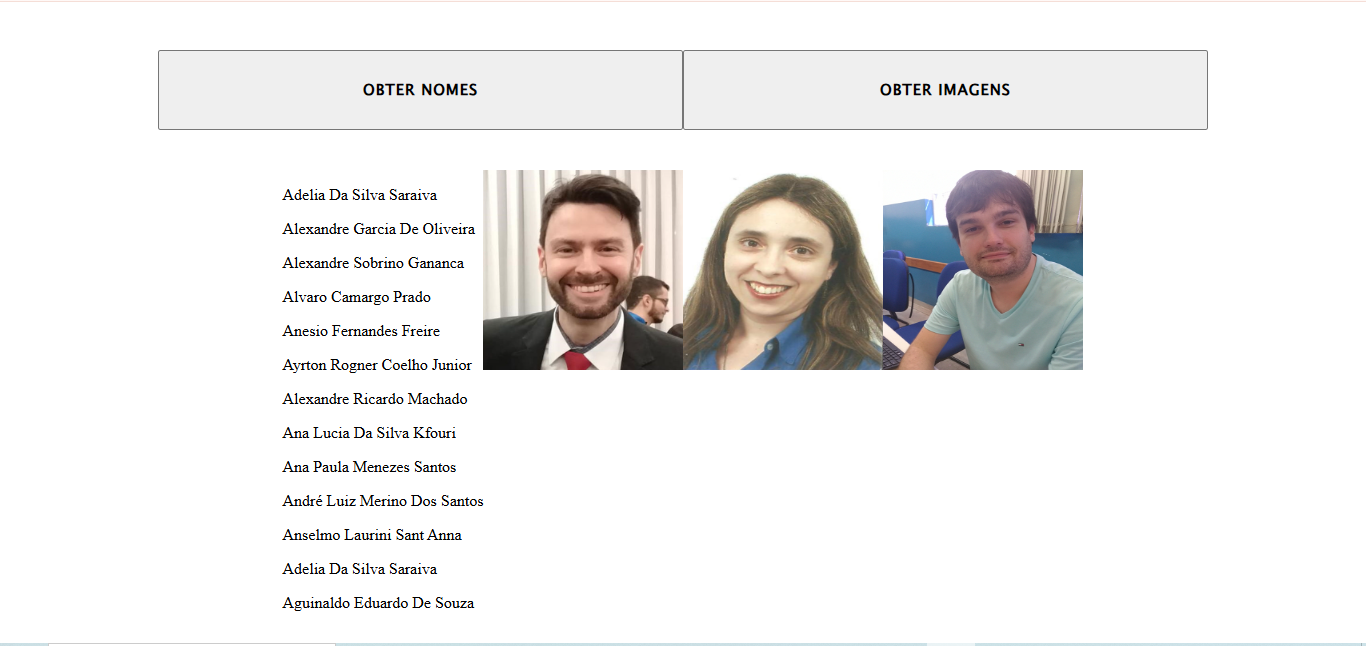 OBTER NOMES
OBTER IMAGENS
Adelia Da Silva Saraiva
Alexandre Garcia De Oliveira
Alexandre Sobrino Gananca
Alvaro Camargo Prado
Anesio Fernandes Freire
Ayrton Rogner Coelho Junior
Alexandre Ricardo Machado
Ana Lucia Da Silva Kfouri
Ana Paula Menezes Santos
André Luiz Merino Dos Santos
Anselmo Laurini Sant Anna
Adelia Da Silva Saraiva
Aguinaldo Eduardo De Souza